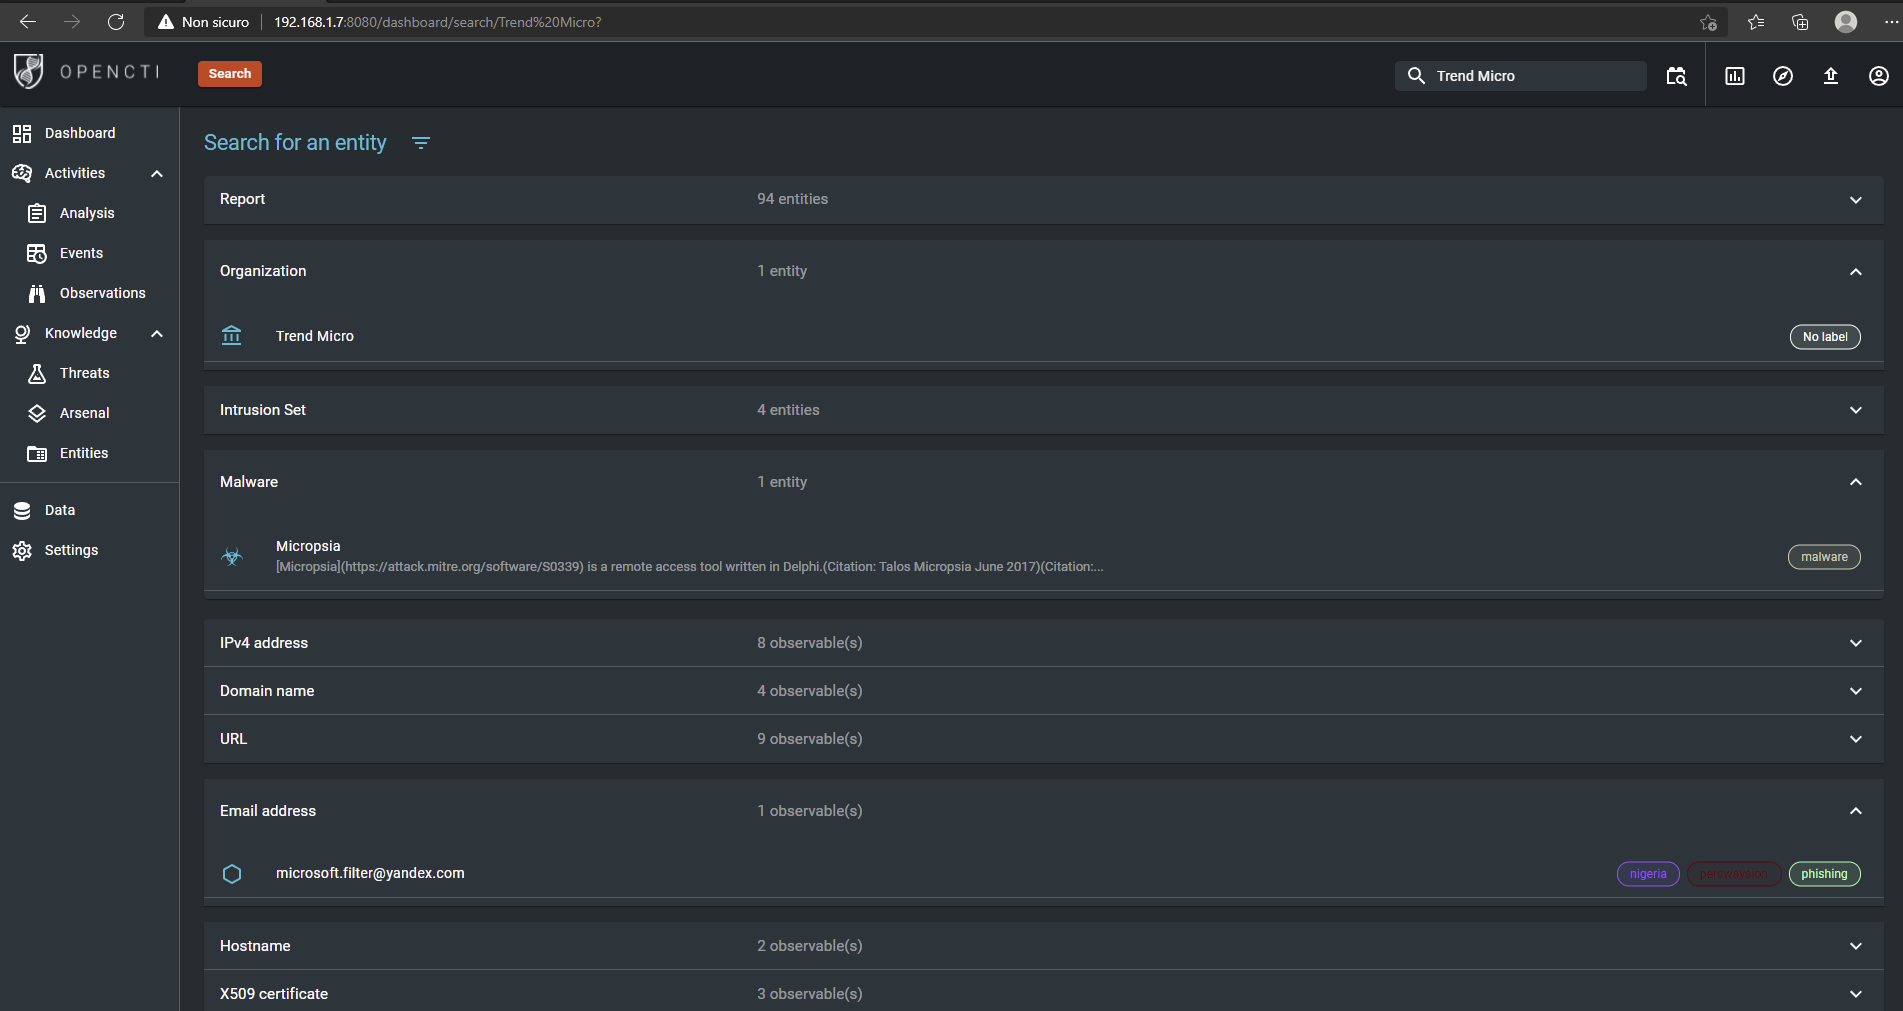 Non sicuro 192.168.1.7:8080/dashboard/search/Trend%20Micro?
OPENCTI Search Trend Micro
Dashboard
Activities
Analysis
Events
Observations
Knowledge
Threats
Arsenal
Entities
Data
Settings
Search for an entity
Report 94 entities
Organization 1 entity
Trend Micro No label
Intrusion Set 4 entities
Malware 1 entity
Micropsia
[Micropsia](https://attack.mitre.org/software/S0339) is a remote access tool written in Delphi.(Citation: Talos Micropsia June 2017)(Citation:...
malware
IPv4 address 8 observable(s)
Domain name 4 observable(s)
URL 9 observable(s)
Email address 1 observable(s)
microsoft.filter@yandex.com nigeria phishing
Hostname 2 observable(s)
X509 certificate 3 observable(s)